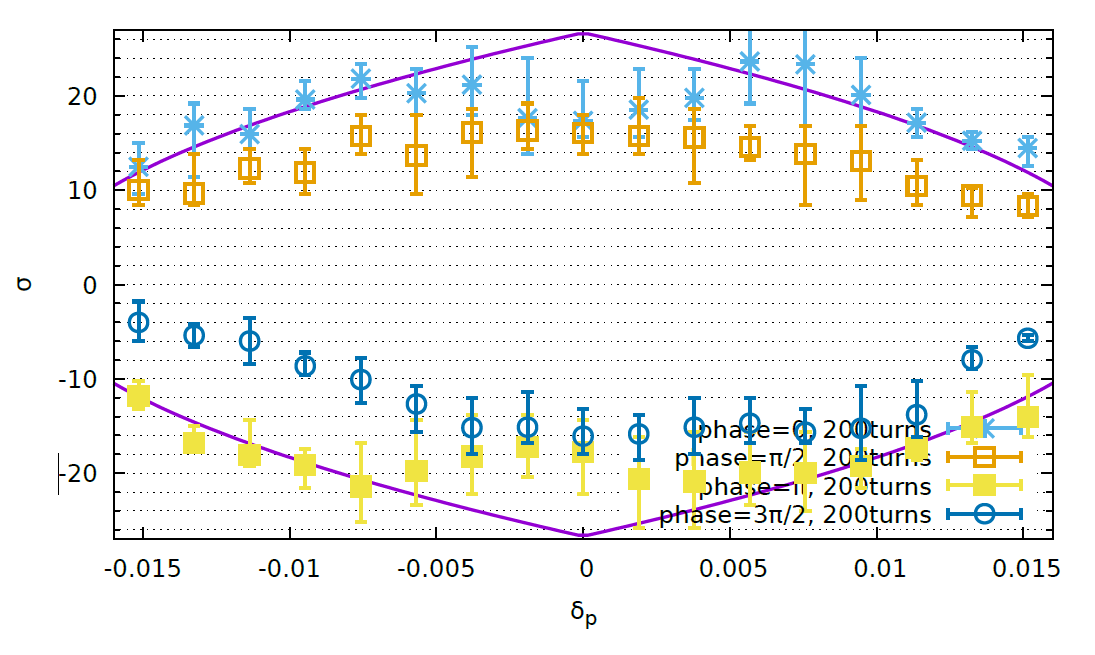 20
10
0
-10
-20
σ
phase=0, 200turns
phase=π/2, 200turns
phase=π, 200turns
phase=3π/2, 200turns
-0.015 -0.01 -0.005 0 0.005 0.01 0.015
δp